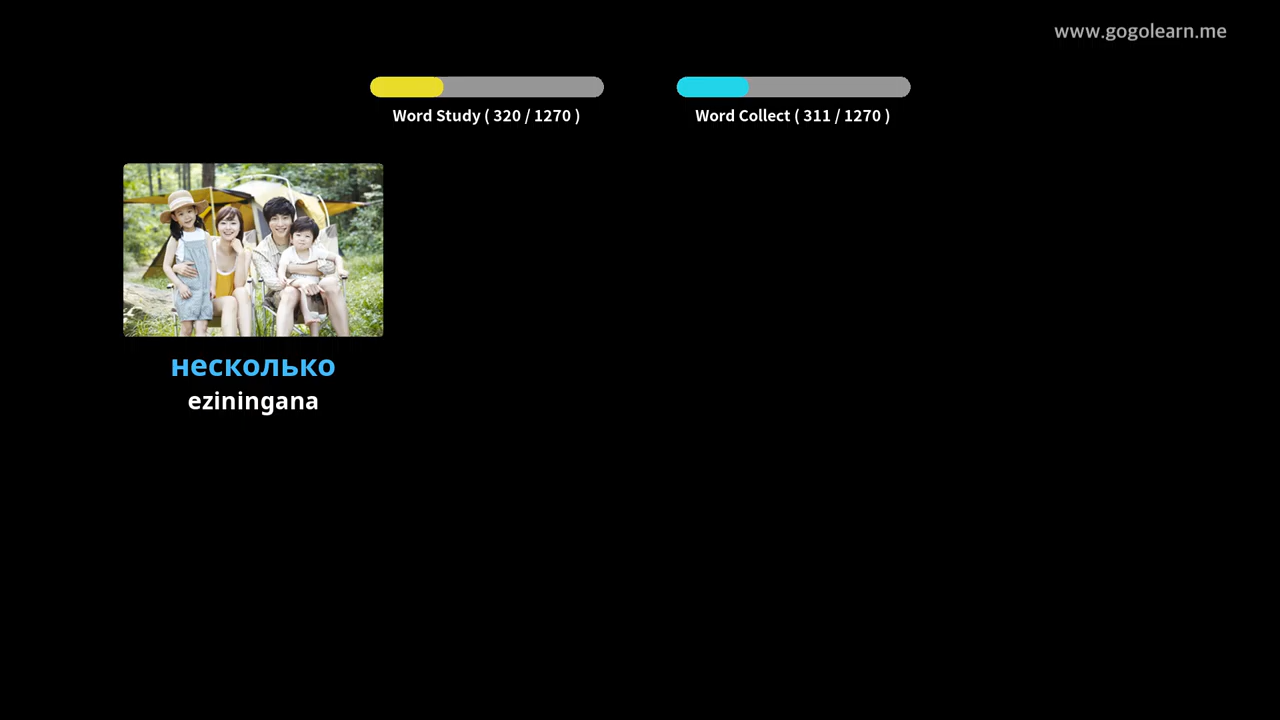 www.gogolearn.me
Word Study ( 320 / 1270 )
Word Collect ( 311 / 1270 )
несколько
eziningana